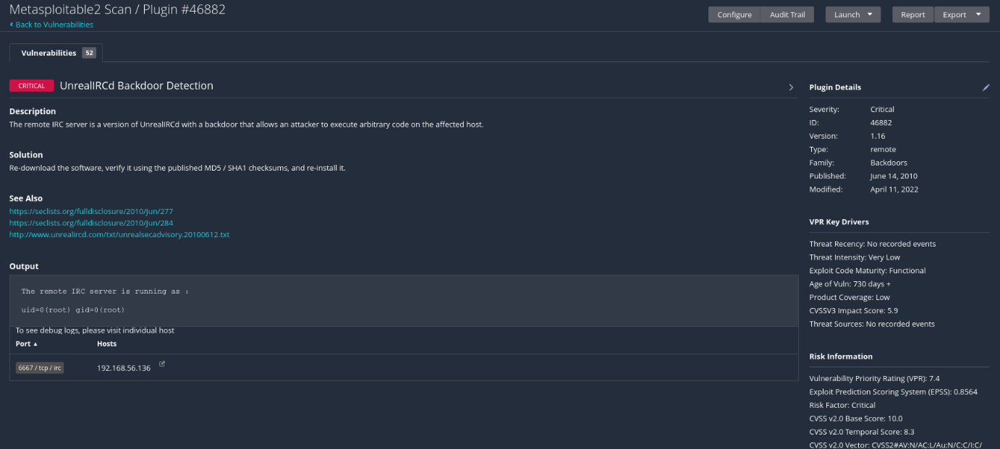 Metasploitable2 Scan / Plugin #46882
‹ Back to Vulnerabilities
Configure Audit Trail Launch Report Export
Vulnerabilities 52
CRITICAL UnrealIRCd Backdoor Detection
Description
The remote IRC server is a version of UnrealIRCd with a backdoor that allows an attacker to execute arbitrary code on the affected host.
Solution
Re-download the software, verify it using the published MD5 / SHA1 checksums, and re-install it.
See Also
https://seclists.org/fulldisclosure/2010/Jun/277
https://seclists.org/fulldisclosure/2010/Jun/284
http://www.unrealircd.com/txt/unrealsecadvisory.20100612.txt
Output
The remote IRC server is running as :
uid=0(root) gid=0(root)
To see debug logs, please visit individual host
Port ▲ Hosts
6667 / tcp / irc 192.168.56.136
Plugin Details
Severity: Critical
ID: 46882
Version: 1.16
Type: remote
Family: Backdoors
Published: June 14, 2010
Modified: April 11, 2022
VPR Key Drivers
Threat Recency: No recorded events
Threat Intensity: Very Low
Exploit Code Maturity: Functional
Age of Vuln: 730 days +
Product Coverage: Low
CVSSV3 Impact Score: 5.9
Threat Sources: No recorded events
Risk Information
Vulnerability Priority Rating (VPR): 7.4
Exploit Prediction Scoring System (EPSS): 0.8564
Risk Factor: Critical
CVSS v2.0 Base Score: 10.0
CVSS v2.0 Temporal Score: 8.3
CVSS v2.0 Vector: CVSS2#AV:N/AC:L/Au:N/C:C/I:C/